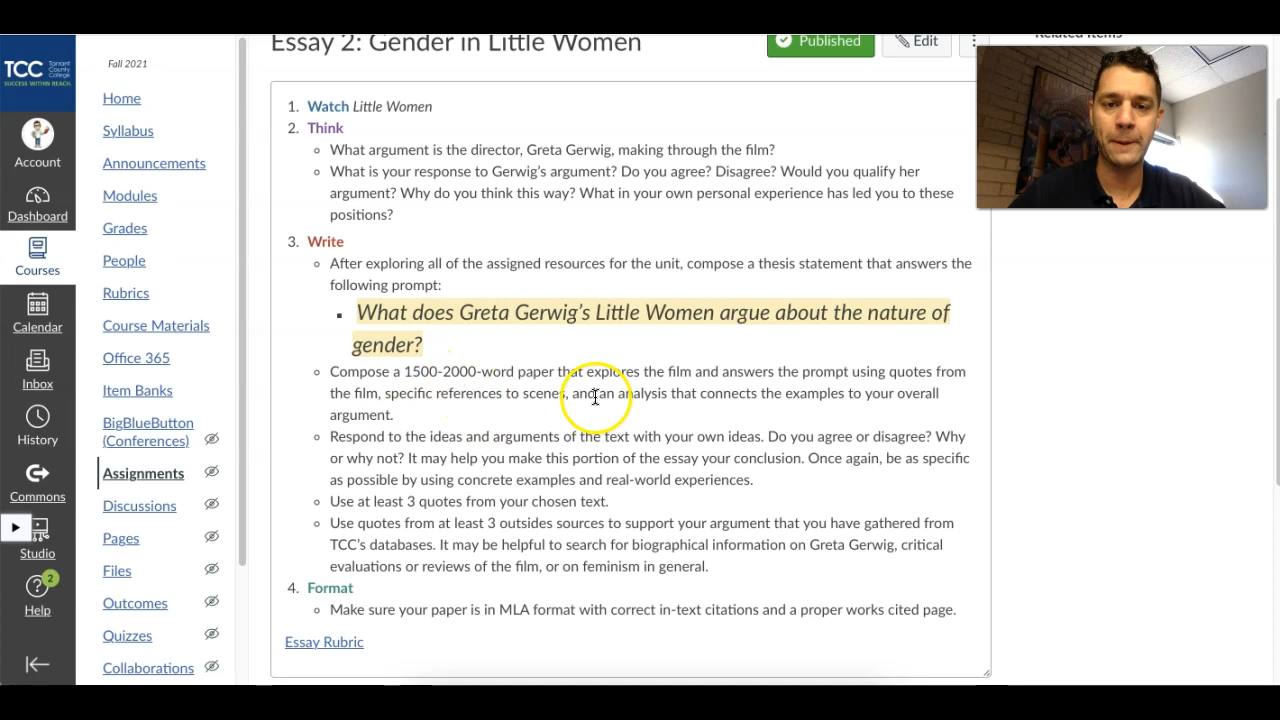 Essay 2: Gender in Little Women
Published
Edit
Related Items
TCC Tarrant County College
SUCCESS WITHIN REACH.
Account
Dashboard
Courses
Calendar
Inbox
History
Commons
Studio
2
Help
Fall 2021
Home
Syllabus
Announcements
Modules
Grades
People
Rubrics
Course Materials
Office 365
Item Banks
BigBlueButton
(Conferences)
Assignments
Discussions
Pages
Files
Outcomes
Quizzes
Collaborations
1. Watch Little Women
2. Think
What argument is the director, Greta Gerwig, making through the film?
What is your response to Gerwig's argument? Do you agree? Disagree? Would you qualify her
argument? Why do you think this way? What in your own personal experience has led you to these
positions?
3. Write
After exploring all of the assigned resources for the unit, compose a thesis statement that answers the
following prompt:
What does Greta Gerwig's Little Women argue about the nature of
gender?
Compose a 1500-2000-word paper that explores the film and answers the prompt using quotes from
the film, specific references to scenes, and an analysis that connects the examples to your overall
argument.
Respond to the ideas and arguments of the text with your own ideas. Do you agree or disagree? Why
or why not? It may help you make this portion of the essay your conclusion. Once again, be as specific
as possible by using concrete examples and real-world experiences.
Use at least 3 quotes from your chosen text.
Use quotes from at least 3 outsides sources to support your argument that you have gathered from
TCC's databases. It may be helpful to search for biographical information on Greta Gerwig, critical
evaluations or reviews of the film, or on feminism in general.
4. Format
Make sure your paper is in MLA format with correct in-text citations and a proper works cited page.
Essay Rubric